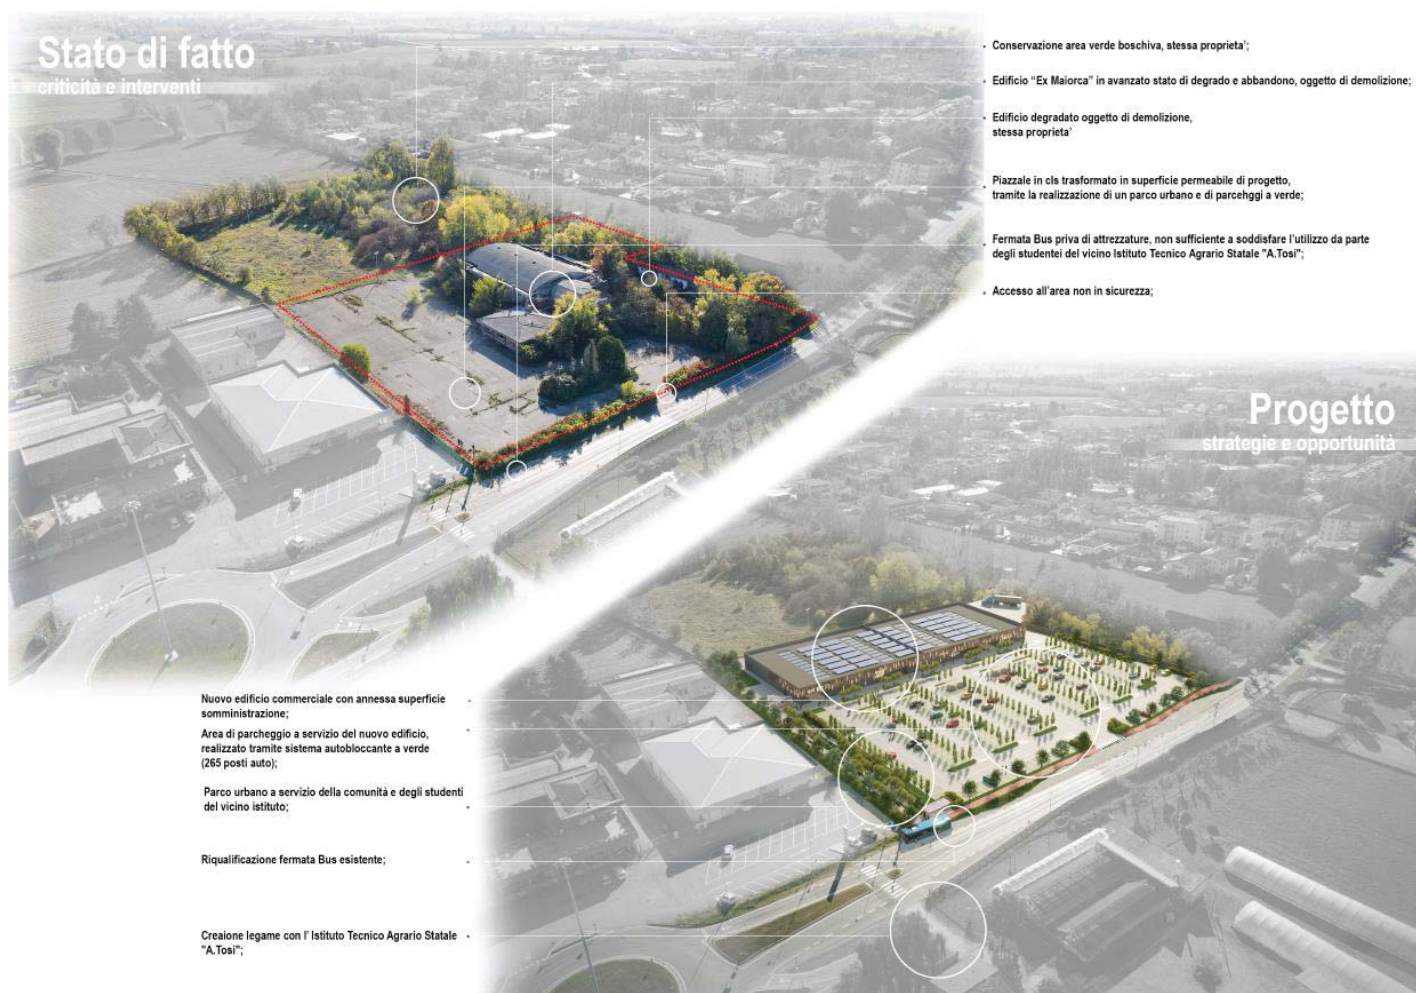 Stato di fatto
criticità e interventi
Conservazione area verde boschiva, stessa proprieta';
Edificio “Ex Maiorca” in avanzato stato di degrado e abbandono, oggetto di demolizione;
Edificio degradato oggetto di demolizione,
stessa proprieta'
Piazzale in cls trasformato in superficie permeabile di progetto,
tramite la realizzazione di un parco urbano e di parcehggi a verde;
Fermata Bus priva di attrezzature, non sufficiente a soddisfare l'utilizzo da parte
degli studentei del vicino Istituto Tecnico Agrario Statale "A.Tosi";
Accesso all'area non in sicurezza;
Progetto
strategie e opportunità
Nuovo edificio commerciale con annessa superficie
somministrazione;
Area di parcheggio a servizio del nuovo edificio,
realizzato tramite sistema autobloccante a verde
(265 posti auto);
Parco urbano a servizio della comunità e degli studenti
del vicino istituto;
Riqualificazione fermata Bus esistente;
Creaione legame con l' Istituto Tecnico Agrario Statale
"A.Tosi";